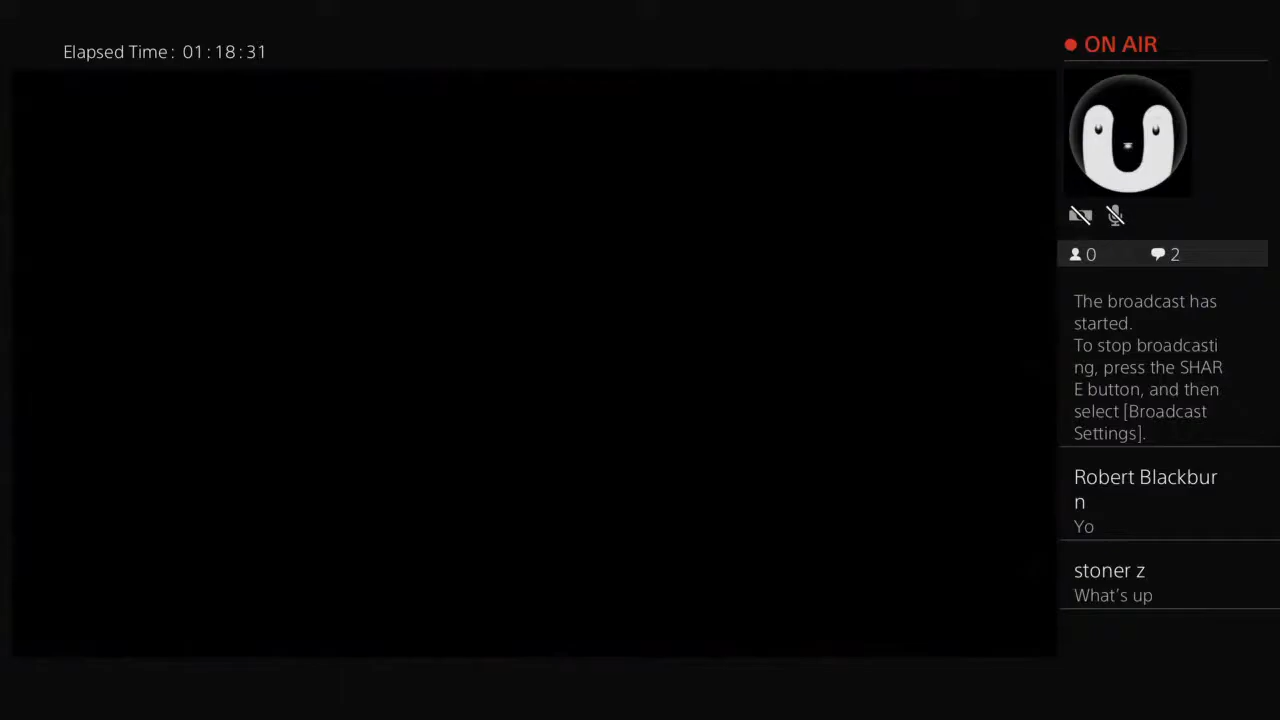 Elapsed Time: 01:18:31
ON AIR
0 2
The broadcast has
started.
To stop broadcasti
ng, press the SHAR
E button, and then
select [Broadcast
Settings].
Robert Blackbur
n
Yo
stoner z
What's up